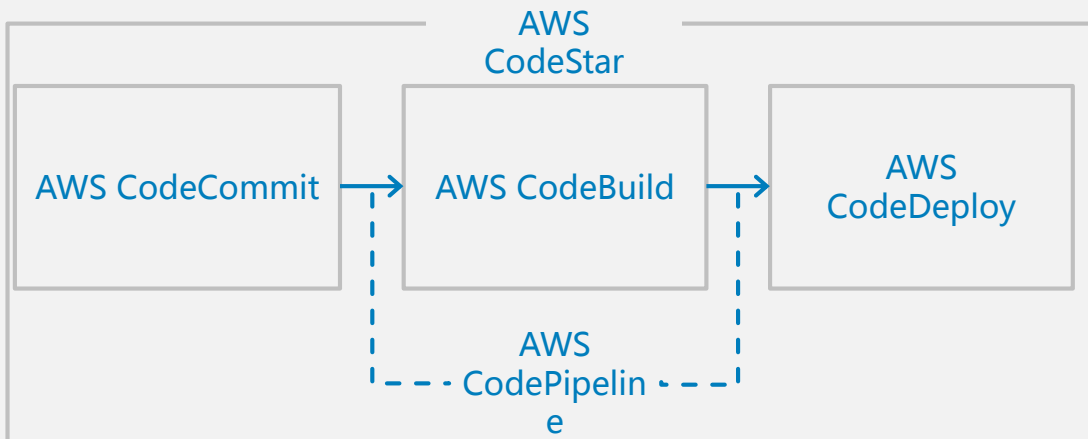 AWS
CodeStar
AWS CodeCommit
AWS CodeBuild
AWS
CodeDeploy
AWS
CodePipelin
e